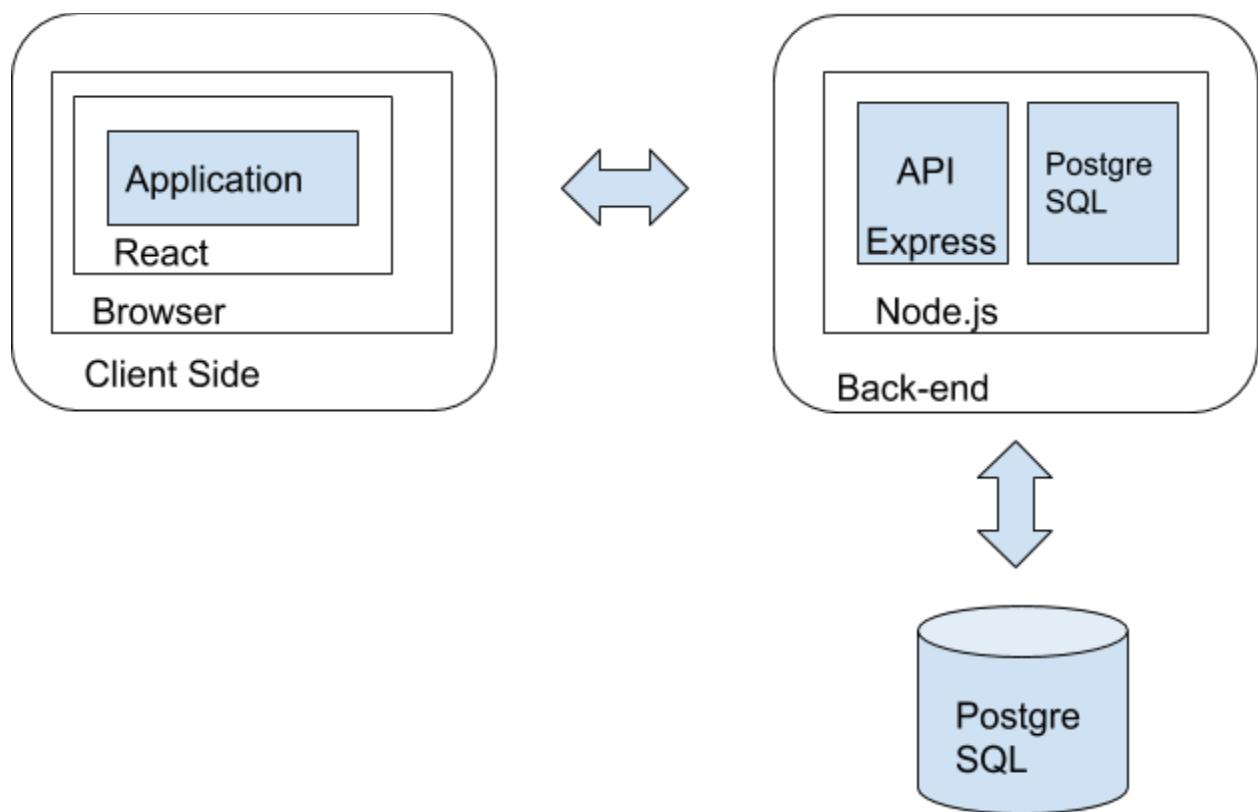 Application
React
Browser
Client Side
API
Express
Postgre
SQL
Node.js
Back-end
Postgre
SQL